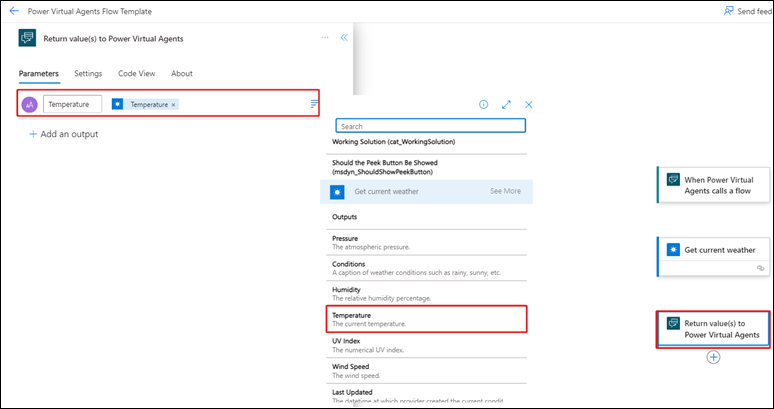 Power Virtual Agents Flow Template
Send feed
Return value(s) to Power Virtual Agents
Parameters
Settings
Code View
About
Temperature
Temperature ×
Add an output
Search
Working Solution (cat_WorkingSolution)
Should the Peek Button Be Showed
(msdyn_ShouldShowPeekButton)
Get current weather
See More
Outputs
Pressure
The atmospheric pressure.
Conditions
A caption of weather conditions such as rainy, sunny, etc.
Humidity
The relative humidity percentage.
Temperature
The current temperature.
UV Index
The numerical UV index.
Wind Speed
The wind speed.
Last Updated
The datetime at which provider created the current condit
When Power Virtual
Agents calls a flow
Get current weather
Return value(s) to
Power Virtual Agents